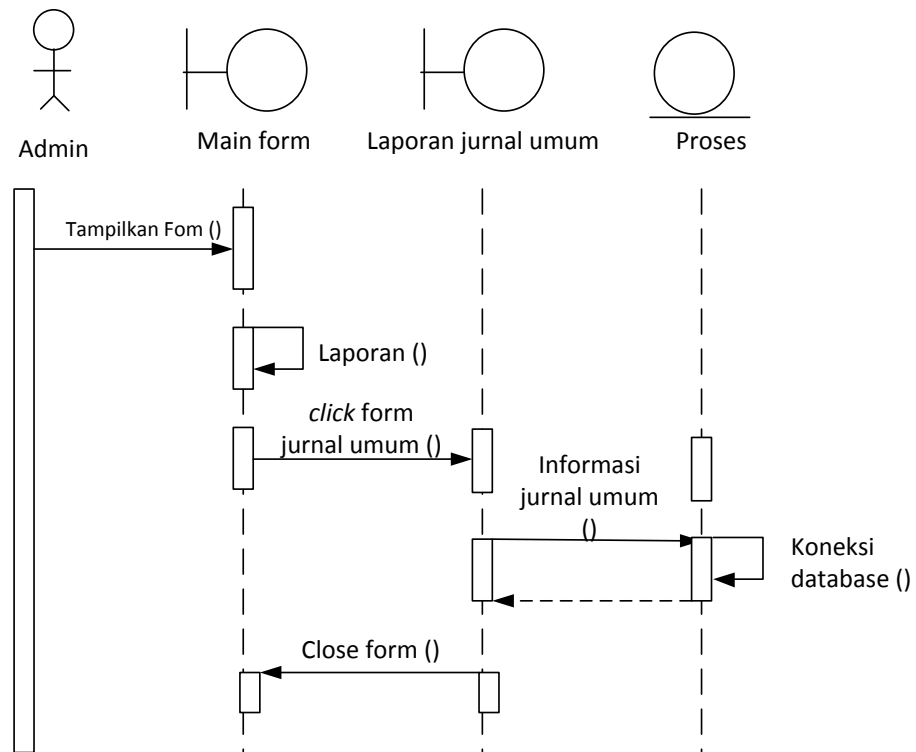 Admin
Main form
Laporan jurnal umum
Proses
Tampilkan Fom ()
Laporan ()
click form
jurnal umum ()
Informasi
jurnal umum
()
Koneksi
database ()
Close form ()